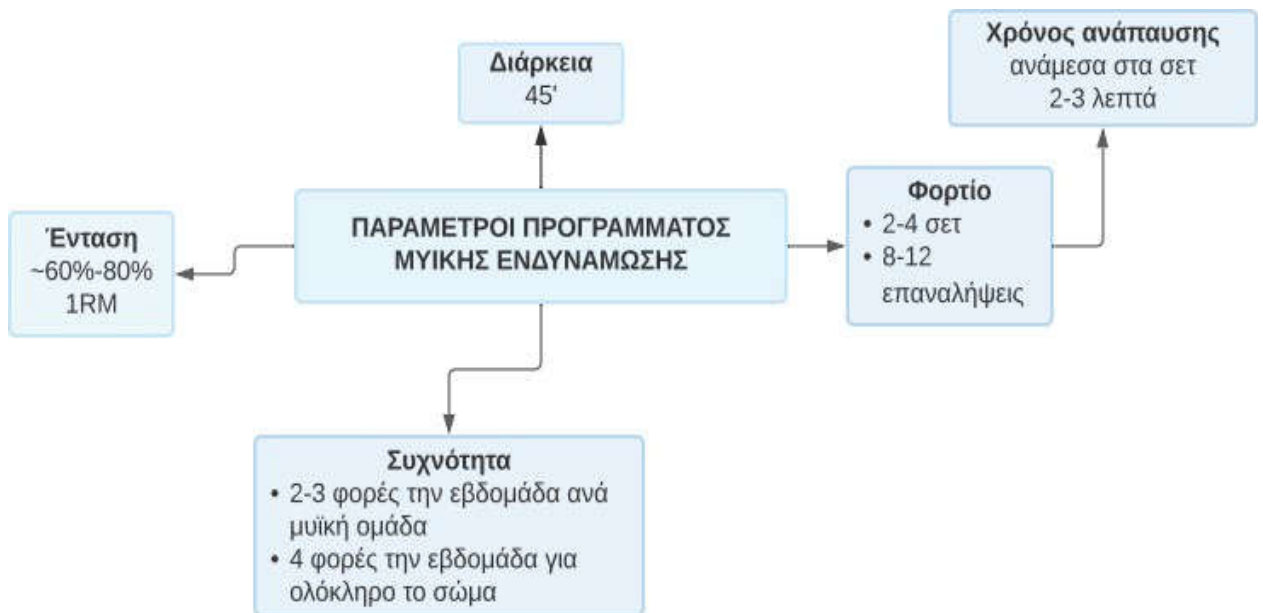 Χρόνος ανάπαυσης
ανάμεσα στα σετ
2-3 λεπτά
Διάρκεια
45'
ΠΑΡΑΜΕΤΡΟΙ ΠΡΟΓΡΑΜΜΑΤΟΣ
ΜΥΙΚΗΣ ΕΝΔΥΝΑΜΩΣΗΣ
Φορτίο
• 2-4 σετ
• 8-12
επαναλήψεις
Ένταση
~60%-80%
1RM
Συχνότητα
• 2-3 φορές την εβδομάδα ανά
μυϊκή ομάδα
• 4 φορές την εβδομάδα για
ολόκληρο το σώμα